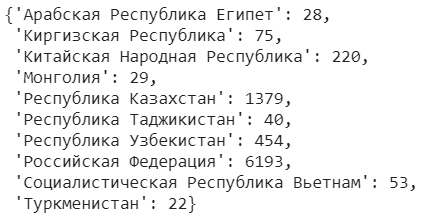 {'Арабская Республика Египет': 28,
'Киргизская Республика': 75,
'Китайская Народная Республика': 220,
'Монголия': 29,
'Республика Казахстан': 1379,
'Республика Таджикистан': 40,
'Республика Узбекистан': 454,
'Российская Федерация': 6193,
'Социалистическая Республика Вьетнам': 53,
'Туркменистан': 22}